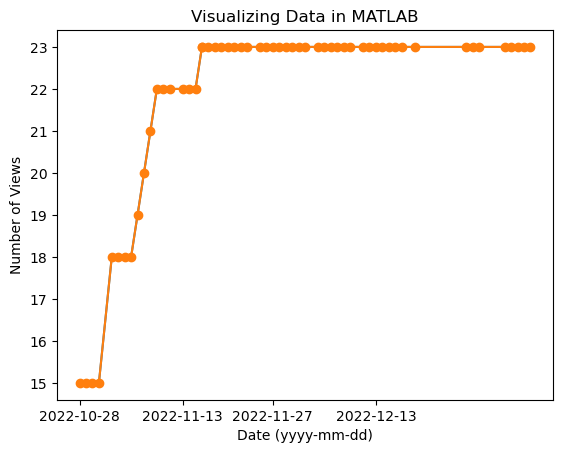 Visualizing Data in MATLAB
23
22
21
20
19
18
17
16
15
Number of Views
2022-10-28 2022-11-13 2022-11-27 2022-12-13
Date (yyyy-mm-dd)